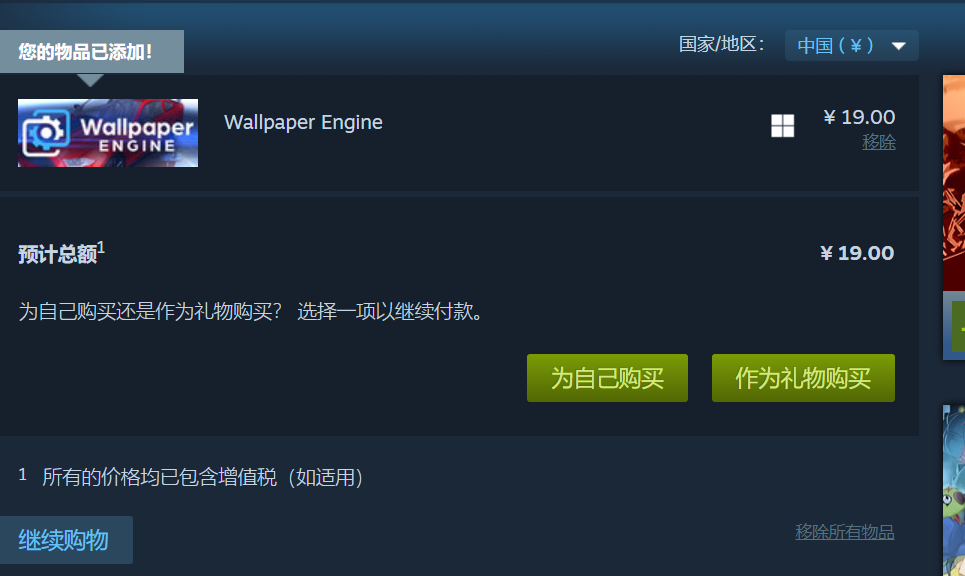 您的物品已添加！
国家/地区：
中国 (¥)
Wallpaper
ENGINE
Wallpaper Engine
¥ 19.00
移除
预计总额1
¥ 19.00
为自己购买还是作为礼物购买？ 选择一项以继续付款。
为自己购买
作为礼物购买
1 所有的价格均已包含增值税（如适用）
继续购物
移除所有物品